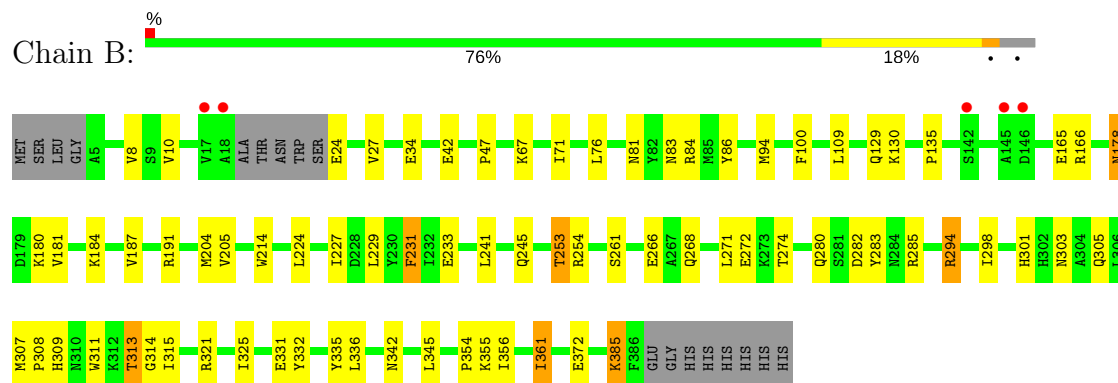 %
Chain B:
76% 18% • •
MET SER LEU GLY A5 V8 S9 V10 V17 A18 ALA THR ASN TRP SER E24 V27 E34 E42 P47 K67 I71 L76 N81 Y82 N83 R84 M85 Y86 M94 F100 L109 Q129 K130 P135 S142 A145 D146 E165 R166 N178
D179 K180 V181 K184 V187 R191 M204 V205 W214 L224 I227 D228 L229 Y230 F231 I232 E233 L241 Q245 T253 R254 S261 E266 A267 Q268 L271 E272 K273 T274 Q280 S281 D282 Y283 N284 R285 R294 I298 H301 H302 N303 A304 Q305 L306
M307 P308 H309 N310 W311 K312 T313 G314 I315 R321 I325 E331 Y332 Y335 L336 N342 L345 P354 K355 I356 I361 E372 K385 F386 GLU GLY HIS HIS HIS HIS HIS HIS